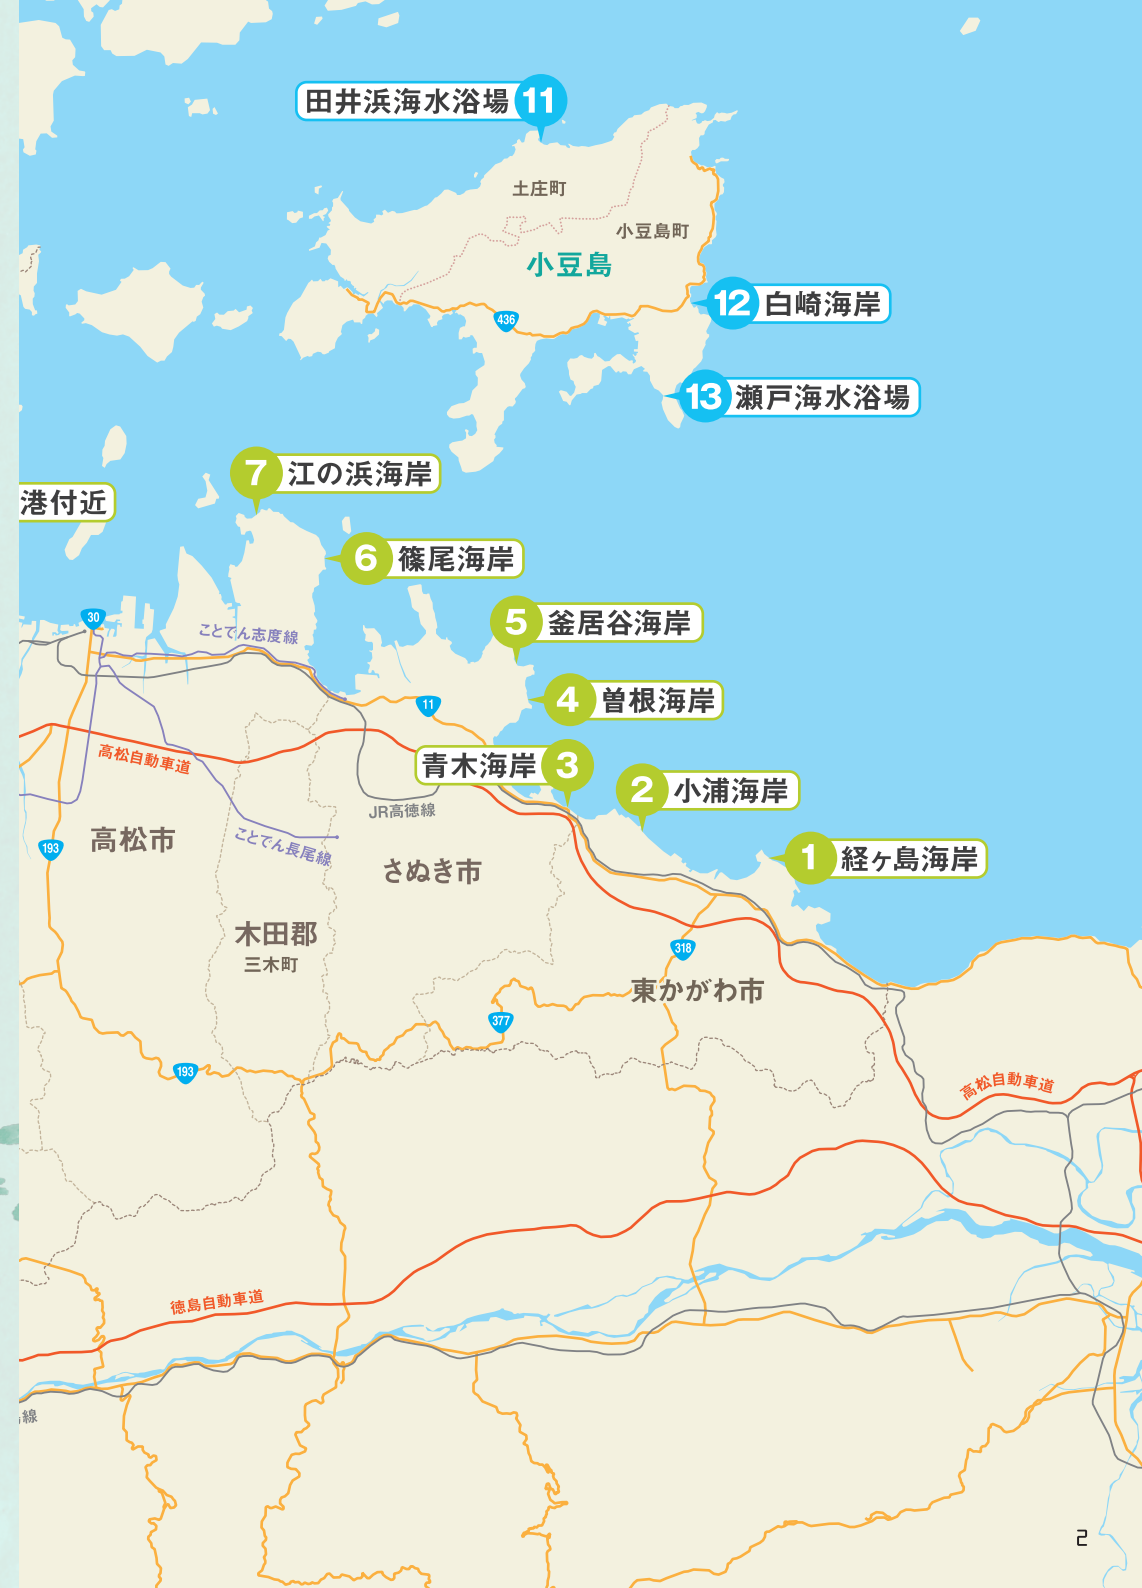 田井浜海水浴場 11
土庄町
小豆島町
小豆島
436
12 白崎海岸
13 瀬戸海水浴場
7 江の浜海岸
港付近
6 篠尾海岸
30
ことでん志度線
5 釜居谷海岸
4 曽根海岸
11
高松自動車道
青木海岸 3
2 小浦海岸
JR高徳線
193
高松市
ことでん長尾線
さぬき市
1 経ヶ島海岸
木田郡
三木町
318
東かがわ市
377
193
高松自動車道
徳島自動車道
線
2